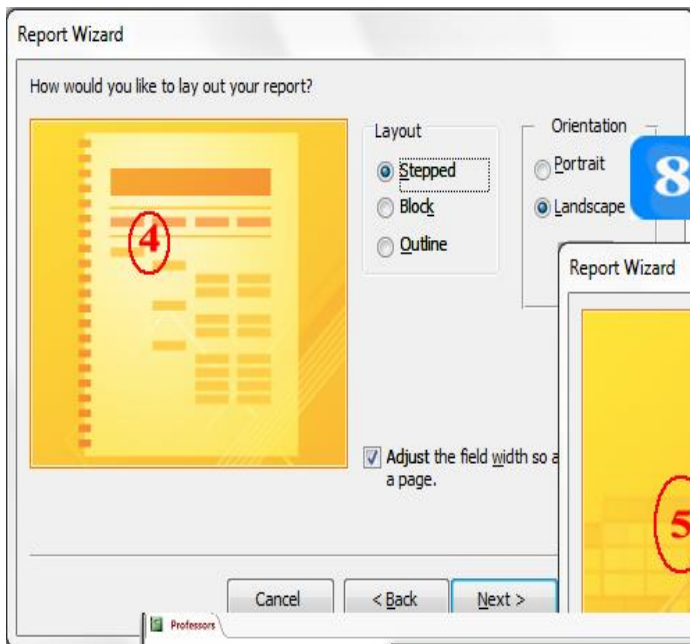 Report Wizard
How would you like to lay out your report?
Layout
Stepped
Block
Outline
Orientation
Portrait
Landscape
8
4
Report Wizard
5
Adjust the field width so a
a page.
Cancel
< Back
Next >
Professors